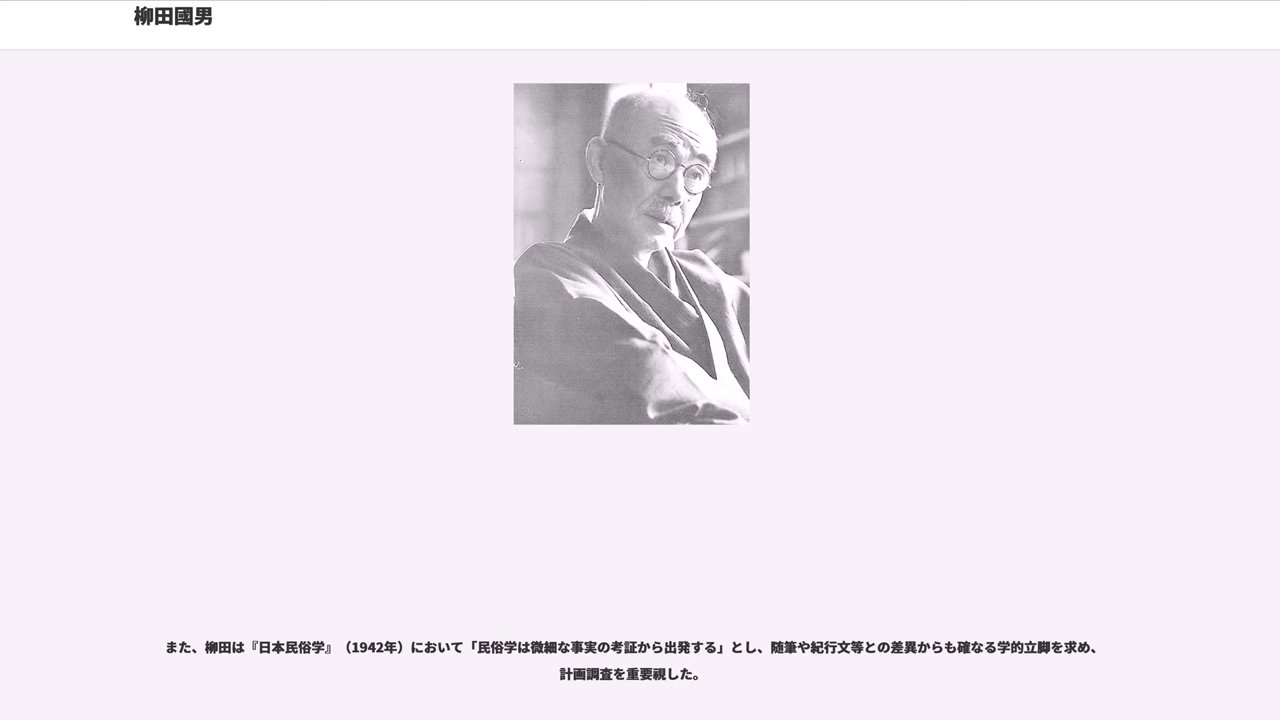 柳田國男
また、柳田は『日本民俗学』（1942年）において「民俗学は微細な事実の考証から出発する」とし、随筆や紀行文等との差異からも確なる学的立脚を求め、
計画調査を重要視した。